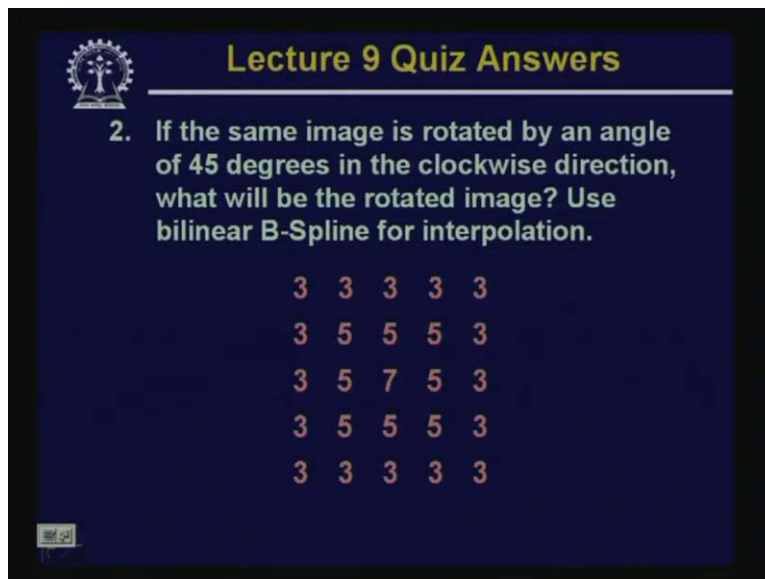 Lecture 9 Quiz Answers
2. If the same image is rotated by an angle
of 45 degrees in the clockwise direction,
what will be the rotated image? Use
bilinear B-Spline for interpolation.
3 3 3 3 3
3 5 5 5 3
3 5 7 5 3
3 5 5 5 3
3 3 3 3 3